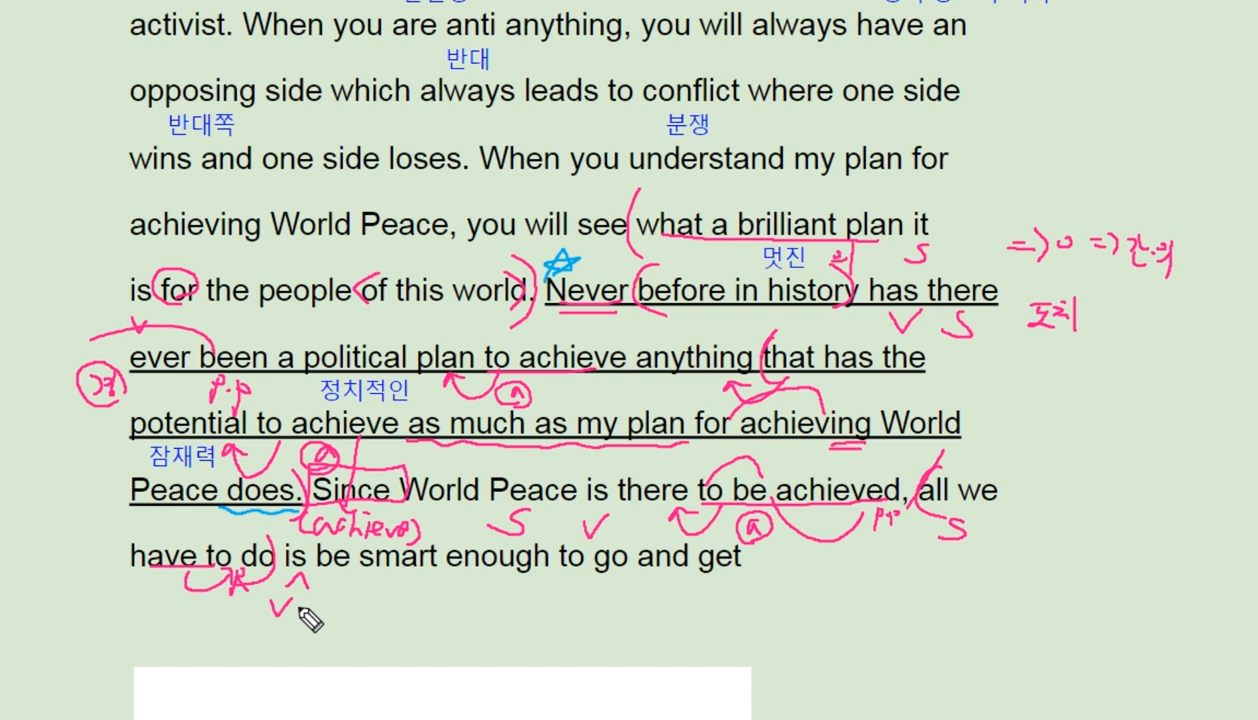 activist. When you are anti anything, you will always have an
반대
opposing side which always leads to conflict where one side
반대쪽 분쟁
wins and one side loses. When you understand my plan for
achieving World Peace, you will see what a brilliant plan it
멋진 S => 0 => 간.의
is for the people of this world. Never before in history has there
V S 도치
ever been a political plan to achieve anything that has the
경 p.p 정치적인 a
potential to achieve as much as my plan for achieving World
잠재력 a
Peace does. Since World Peace is there to be achieved, all we
(achieves) S V a p.p S
have to do is be smart enough to go and get
V